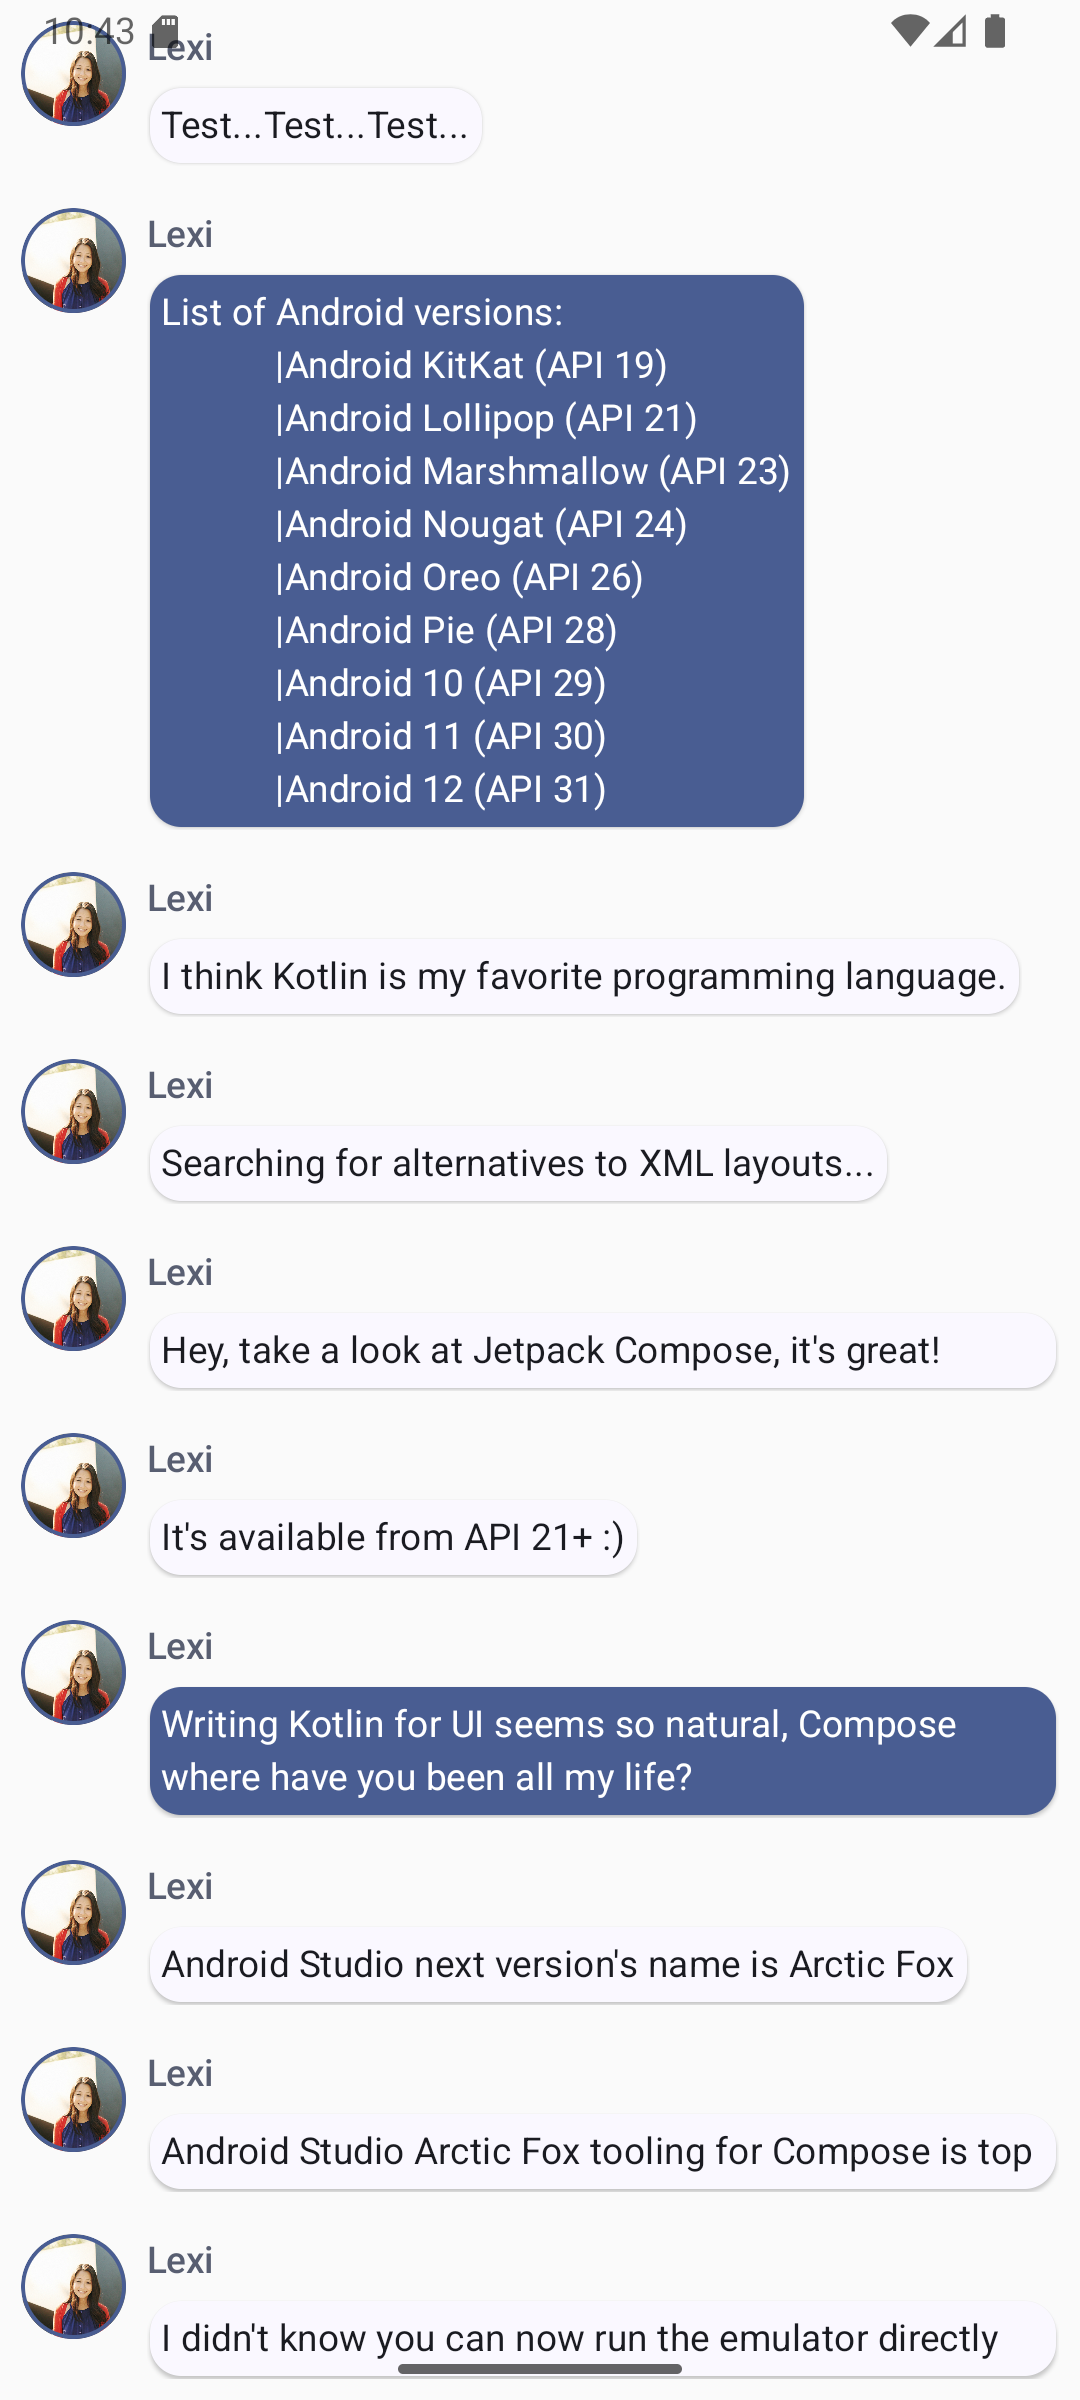 10:43
Lexi
Test...Test...Test...
Lexi
List of Android versions:
|Android KitKat (API 19)
|Android Lollipop (API 21)
|Android Marshmallow (API 23)
|Android Nougat (API 24)
|Android Oreo (API 26)
|Android Pie (API 28)
|Android 10 (API 29)
|Android 11 (API 30)
|Android 12 (API 31)
Lexi
I think Kotlin is my favorite programming language.
Lexi
Searching for alternatives to XML layouts...
Lexi
Hey, take a look at Jetpack Compose, it's great!
Lexi
It's available from API 21+ :)
Lexi
Writing Kotlin for UI seems so natural, Compose
where have you been all my life?
Lexi
Android Studio next version's name is Arctic Fox
Lexi
Android Studio Arctic Fox tooling for Compose is top
Lexi
I didn't know you can now run the emulator directly